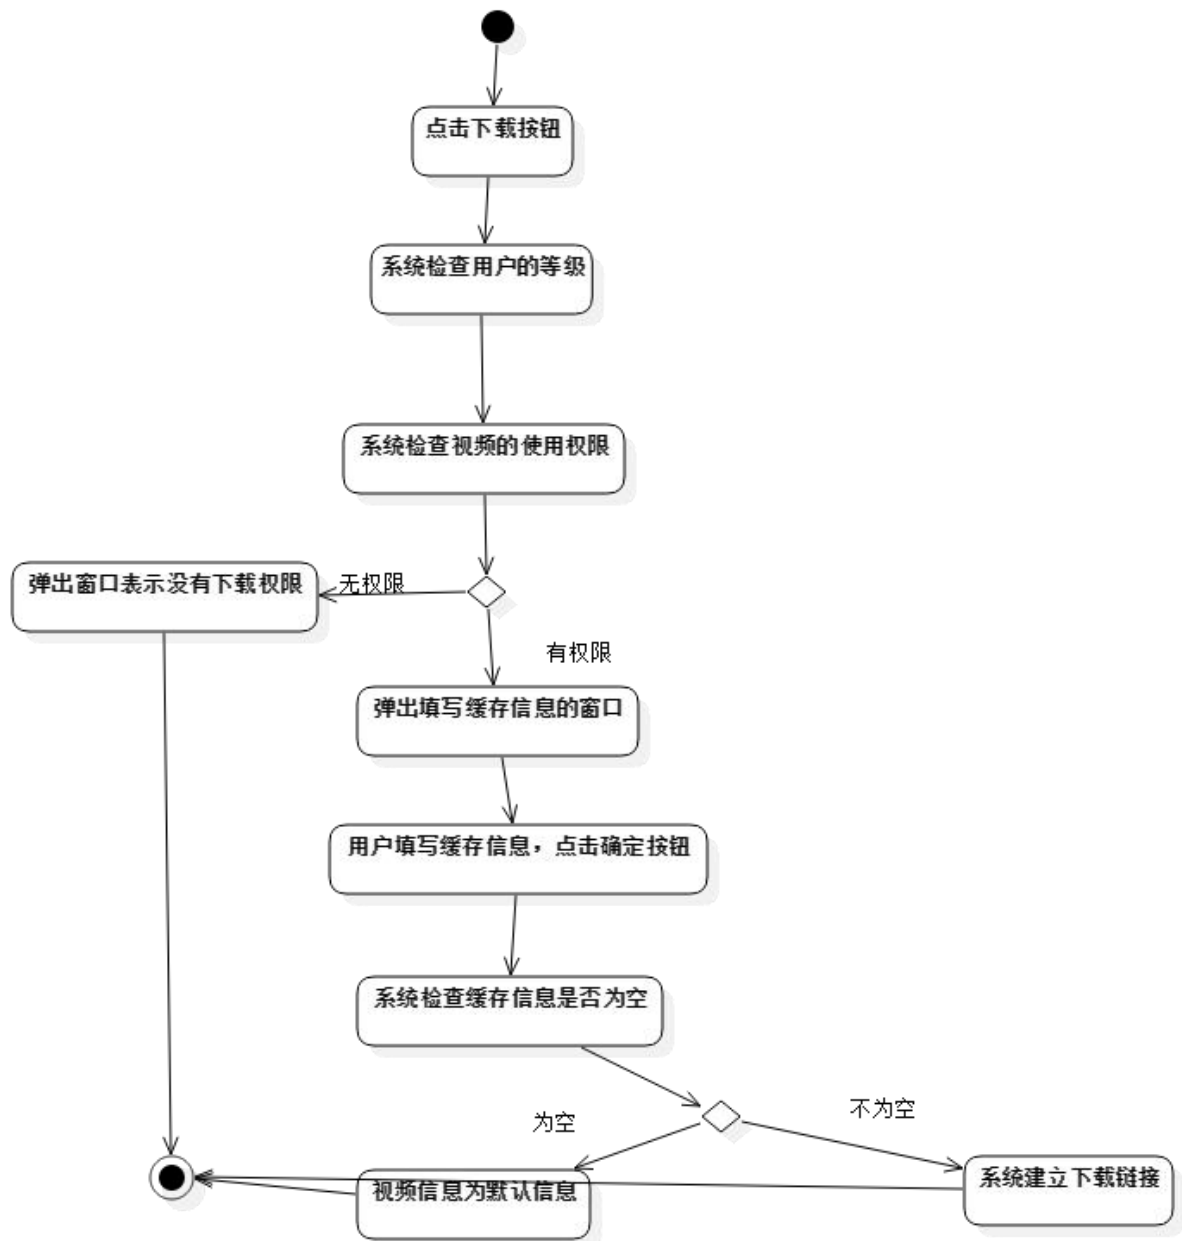 点击下载按钮
系统检查用户的等级
系统检查视频的使用权限
弹出窗口表示没有下载权限
无权限
有权限
弹出填写缓存信息的窗口
用户填写缓存信息，点击确定按钮
系统检查缓存信息是否为空
为空
不为空
视频信息为默认信息
系统建立下载链接